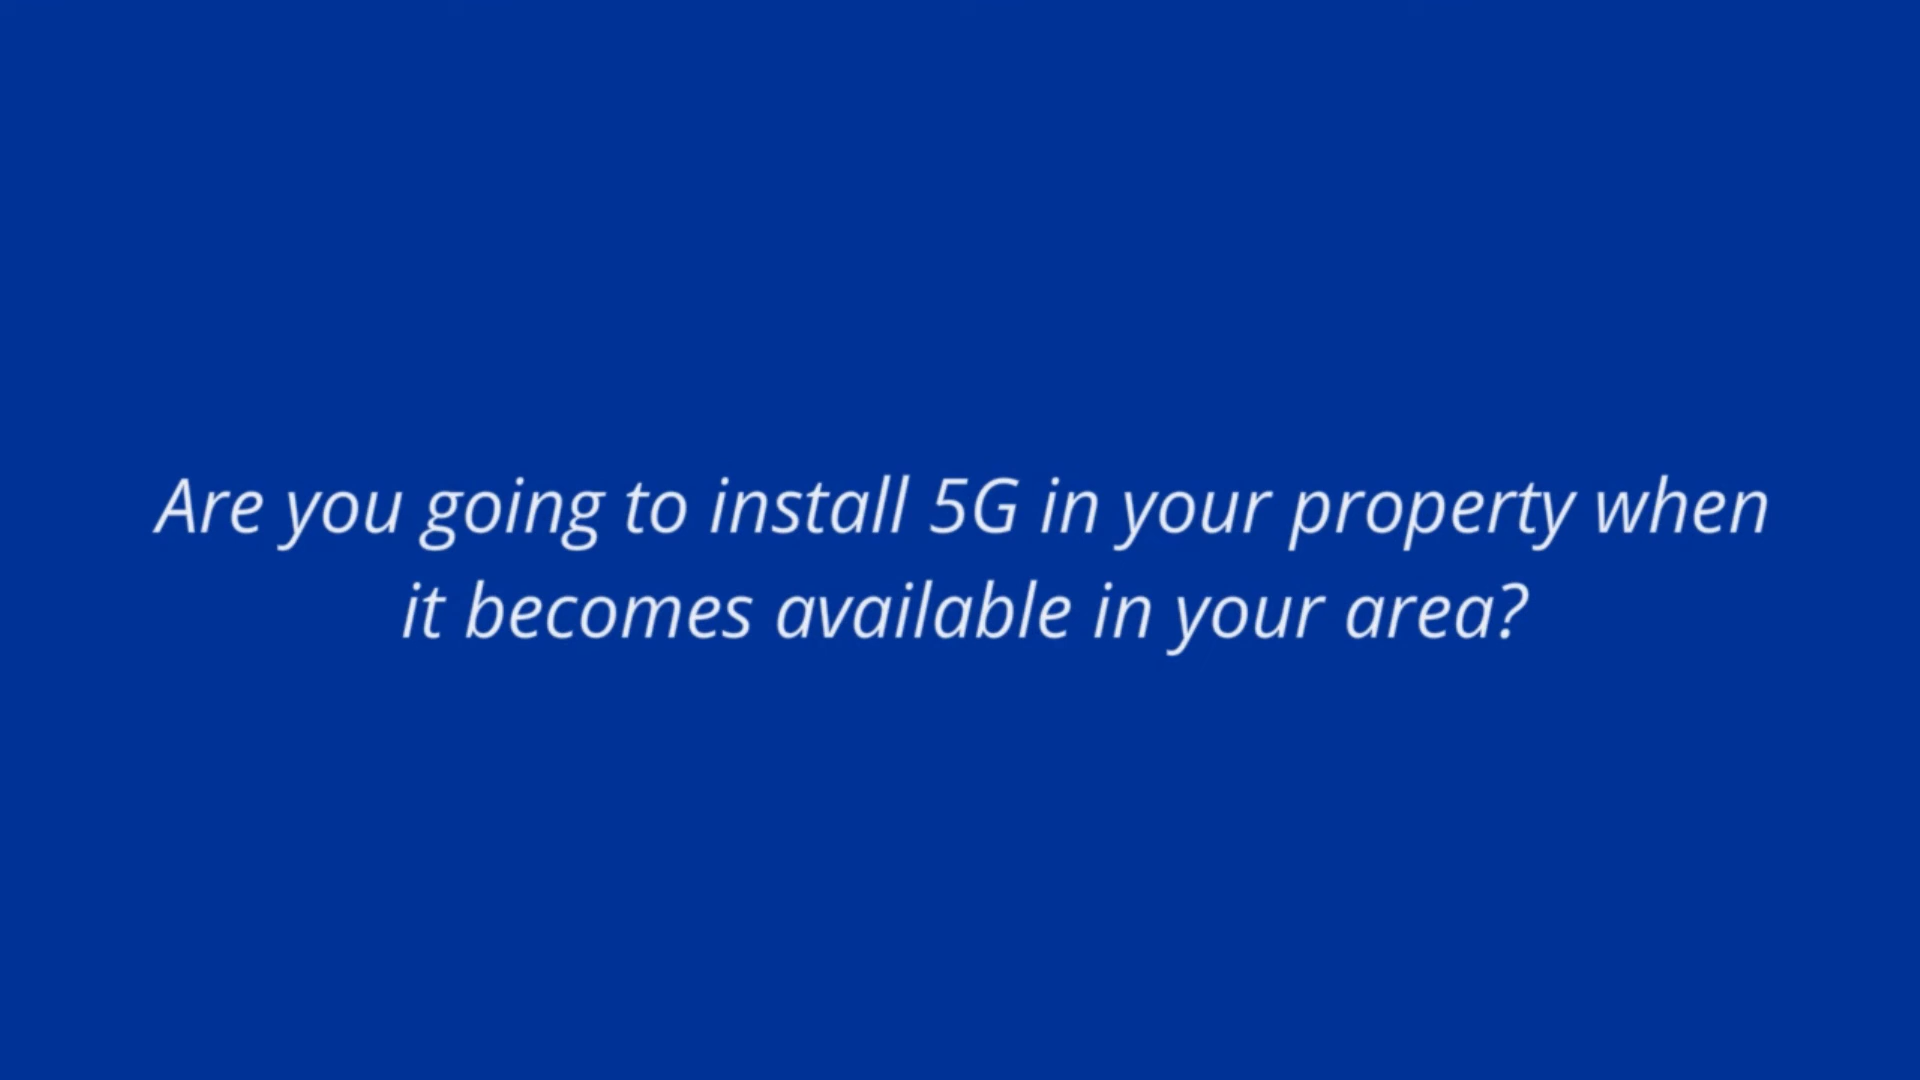 Are you going to install 5G in your property when
it becomes available in your area?